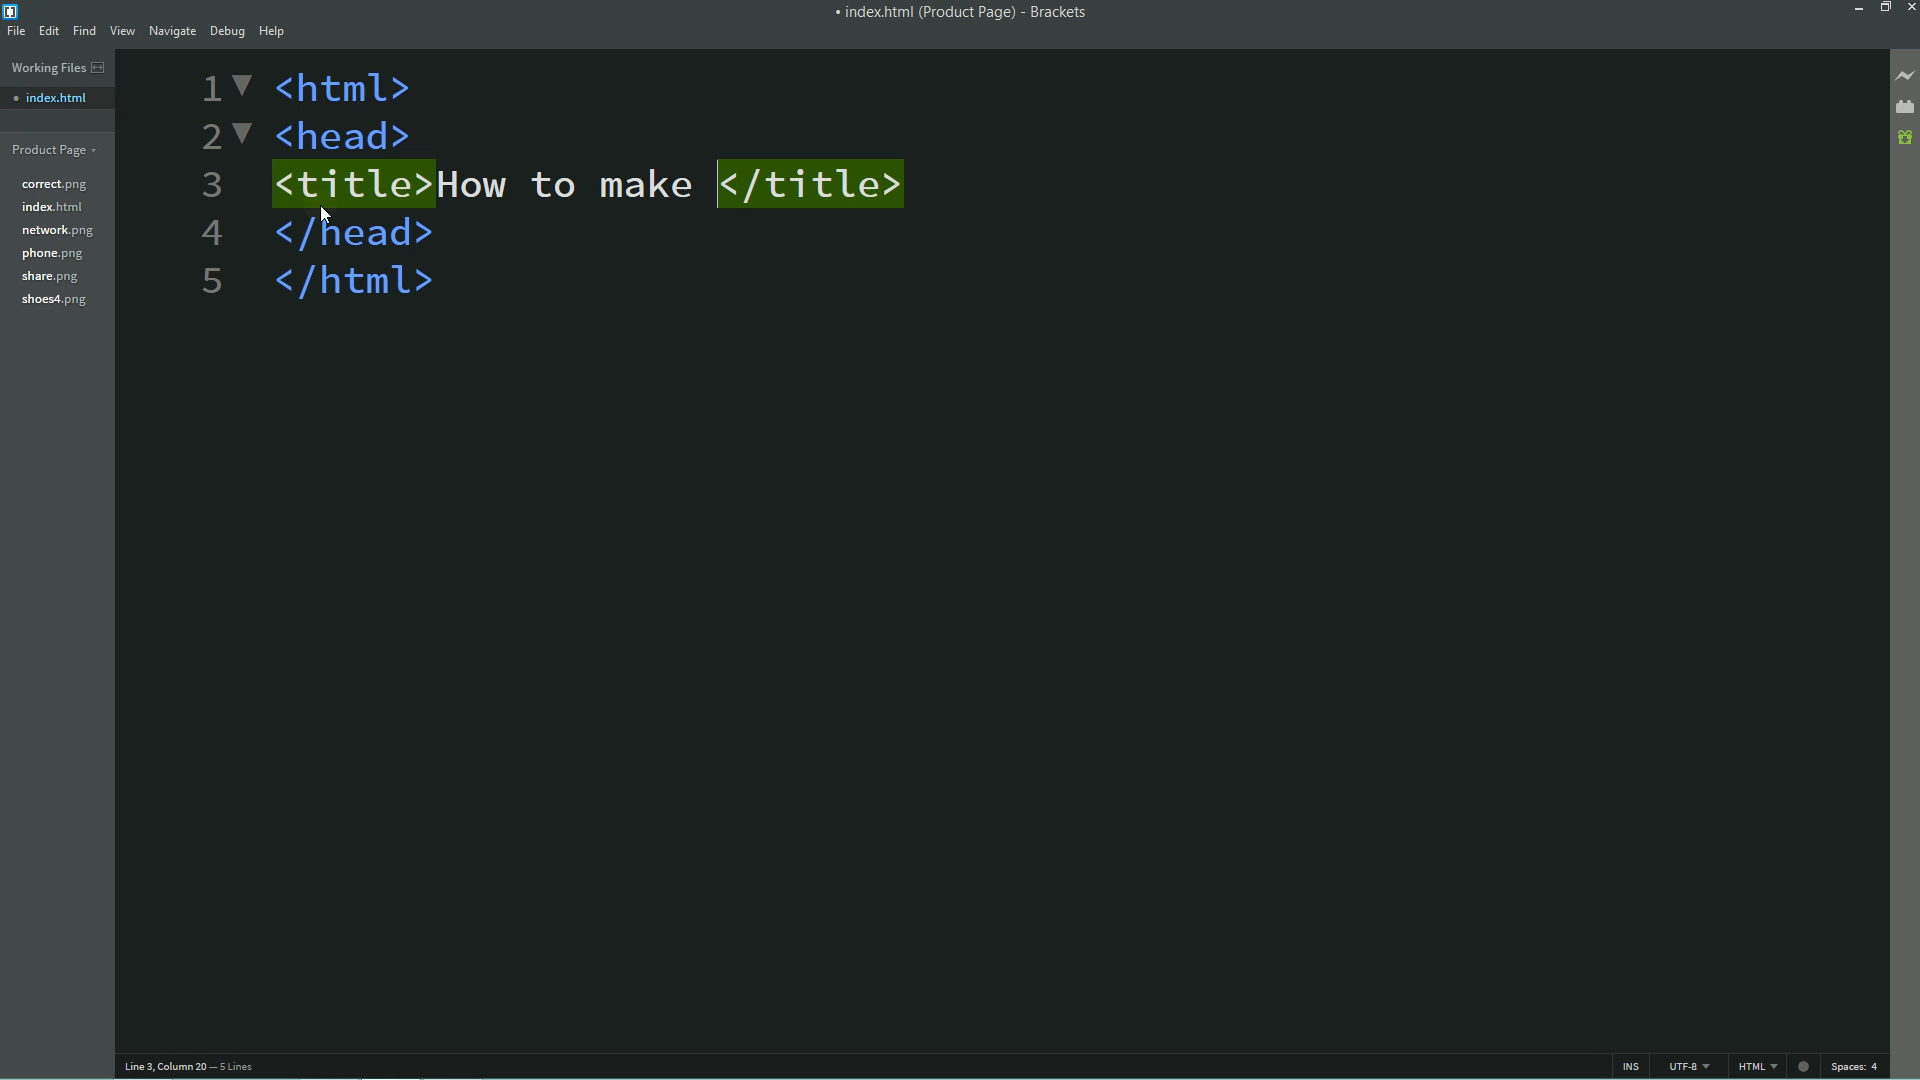 • index.html (Product Page) - Brackets
File Edit Find View Navigate Debug Help
Working Files
• index.html
Product Page
correct.png
index.html
network.png
phone.png
share.png
shoes4.png
1 <html>
2 <head>
3 <title>How to make </title>
4 </head>
5 </html>
Line 3, Column 20 — 5 Lines
INS UTF-8 HTML Spaces: 4